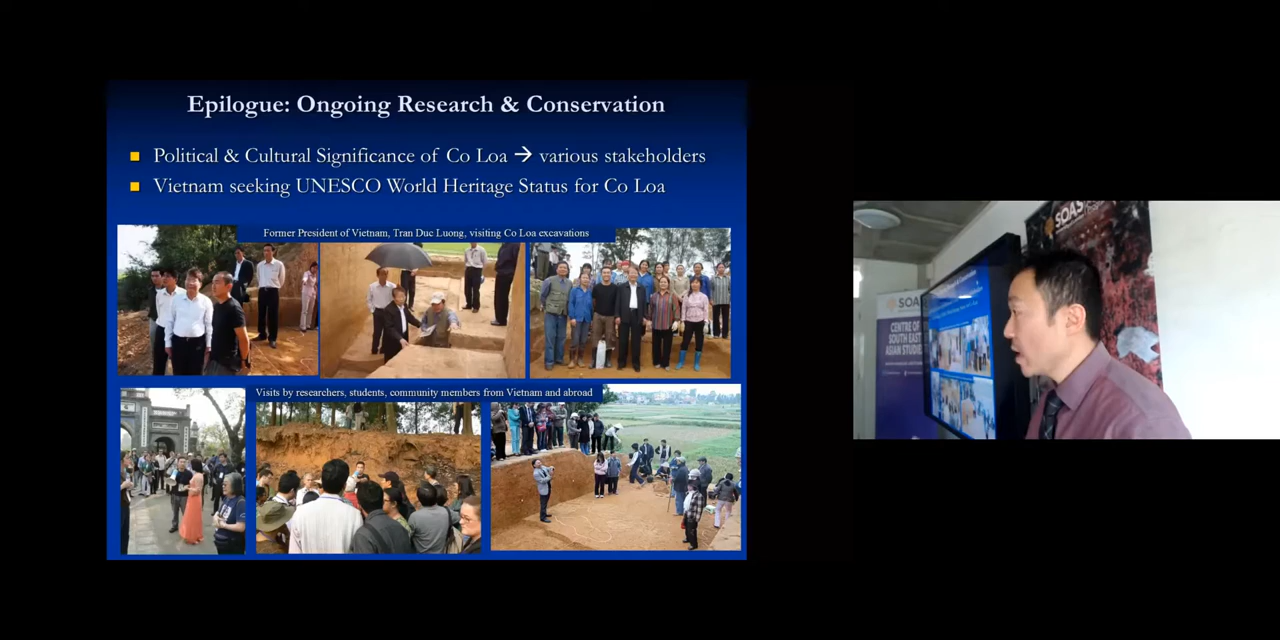 Epilogue: Ongoing Research & Conservation
Political & Cultural Significance of Co Loa → various stakeholders
Vietnam seeking UNESCO World Heritage Status for Co Loa
Former President of Vietnam, Tran Duc Luong, visiting Co Loa excavations
Visits by researchers, students, community members from Vietnam and abroad
SOAS
SOAS
CENTRE OF
SOUTH EAST
ASIAN STUDIES